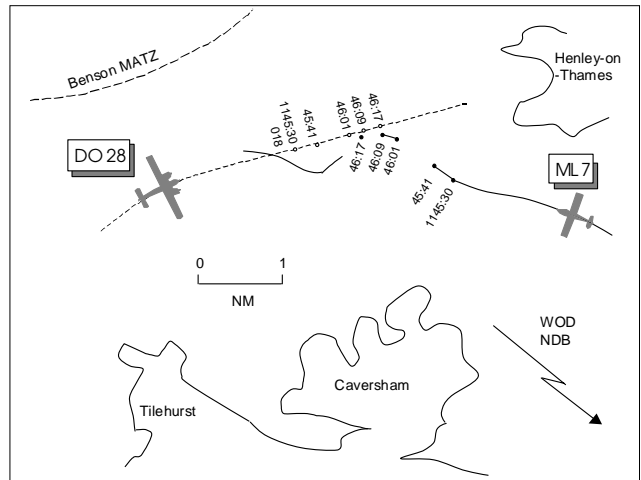 Benson MATZ
Henley-on
-Thames
DO 28
1145:30
018
45:41
46:01
46:09
46:17
46:17
46:09
46:01
45:41
1145:30
ML 7
0 1
NM
WOD
NDB
Caversham
Tilehurst